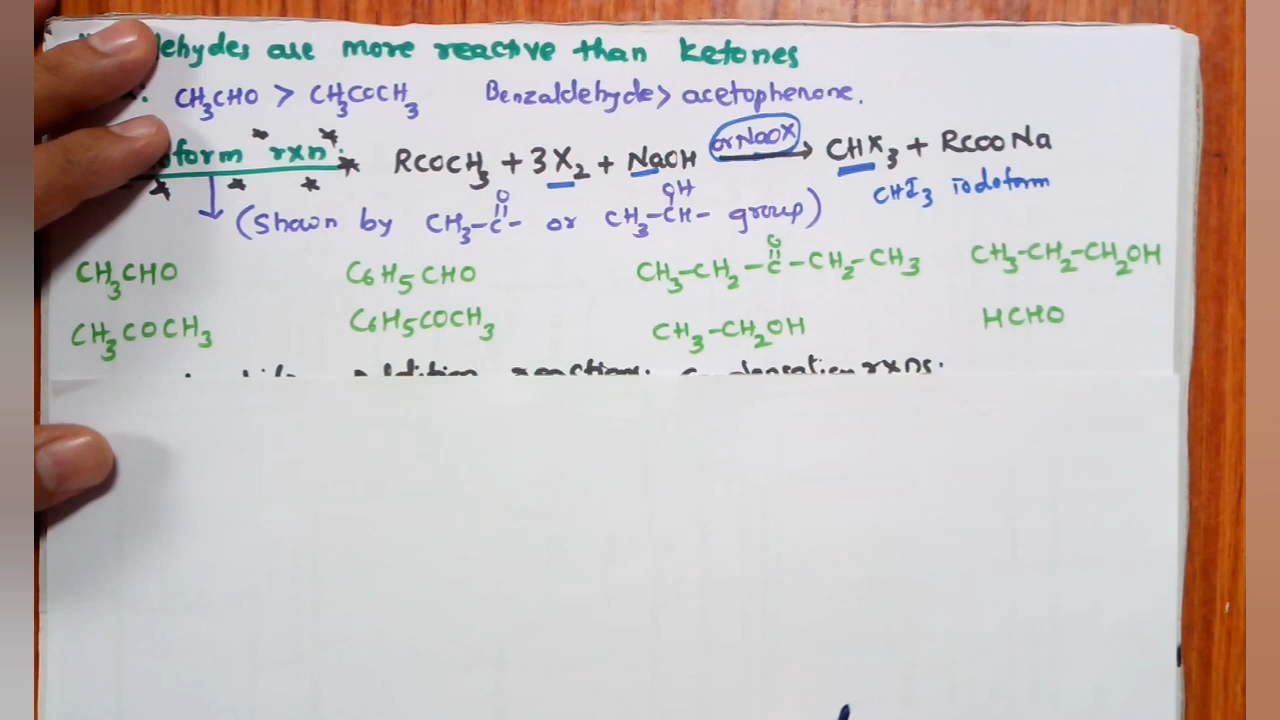 are more reactive than ketones
CH3CHO > CH3COCH3 Benzaldehyde > acetophenone.
rxn. RCOCH3 + 3X2 + NaOH or NaOX → CHX3 + RCOONa
CHI3 iodoform
(Shown by CH3-C(=O)- or CH3-CH(OH)- group)
CH3CHO C6H5CHO CH3-CH2-C(=O)-CH2-CH3 CH3-CH2-CH2OH
CH3COCH3 C6H5COCH3 CH3-CH2OH HCHO
rxns.